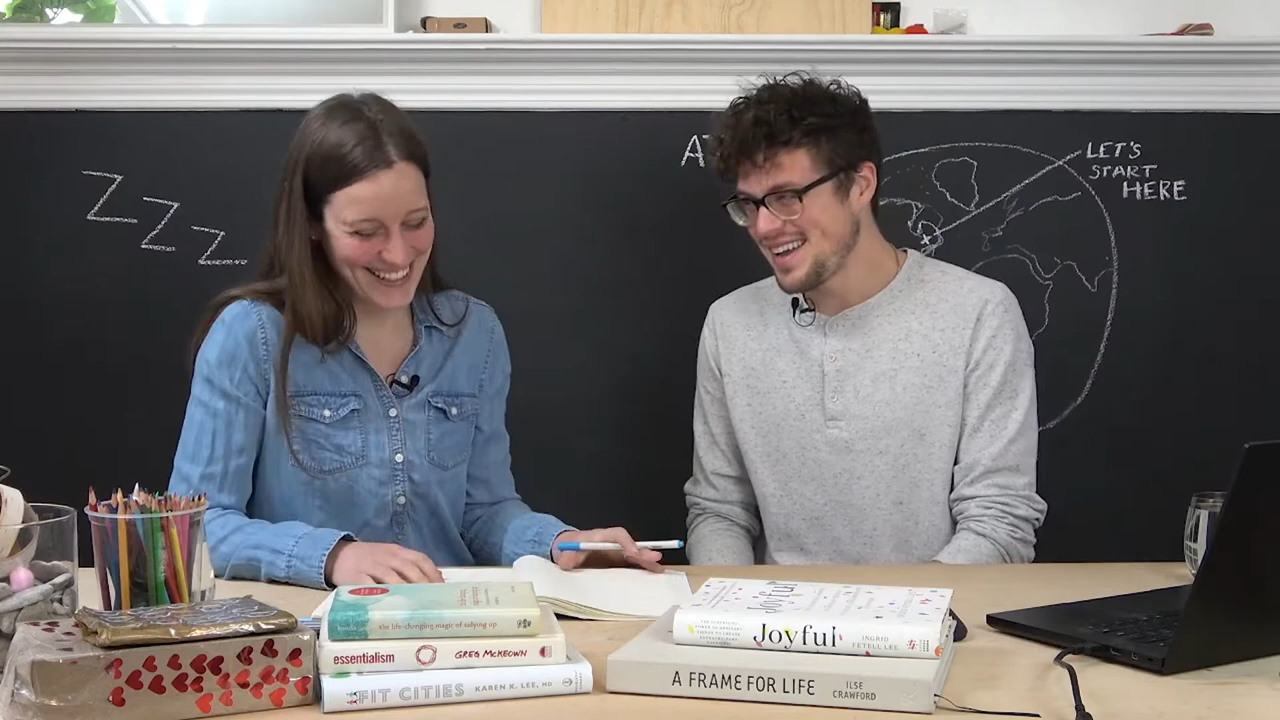 Z Z Z
A
LET'S
START
HERE
the life-changing magic of tidying up
essentialism GREG MCKEOWN
FIT CITIES KAREN K. LEE, MD
Joyful
Joyful INGRID
FETELL LEE
A FRAME FOR LIFE ILSE
CRAWFORD